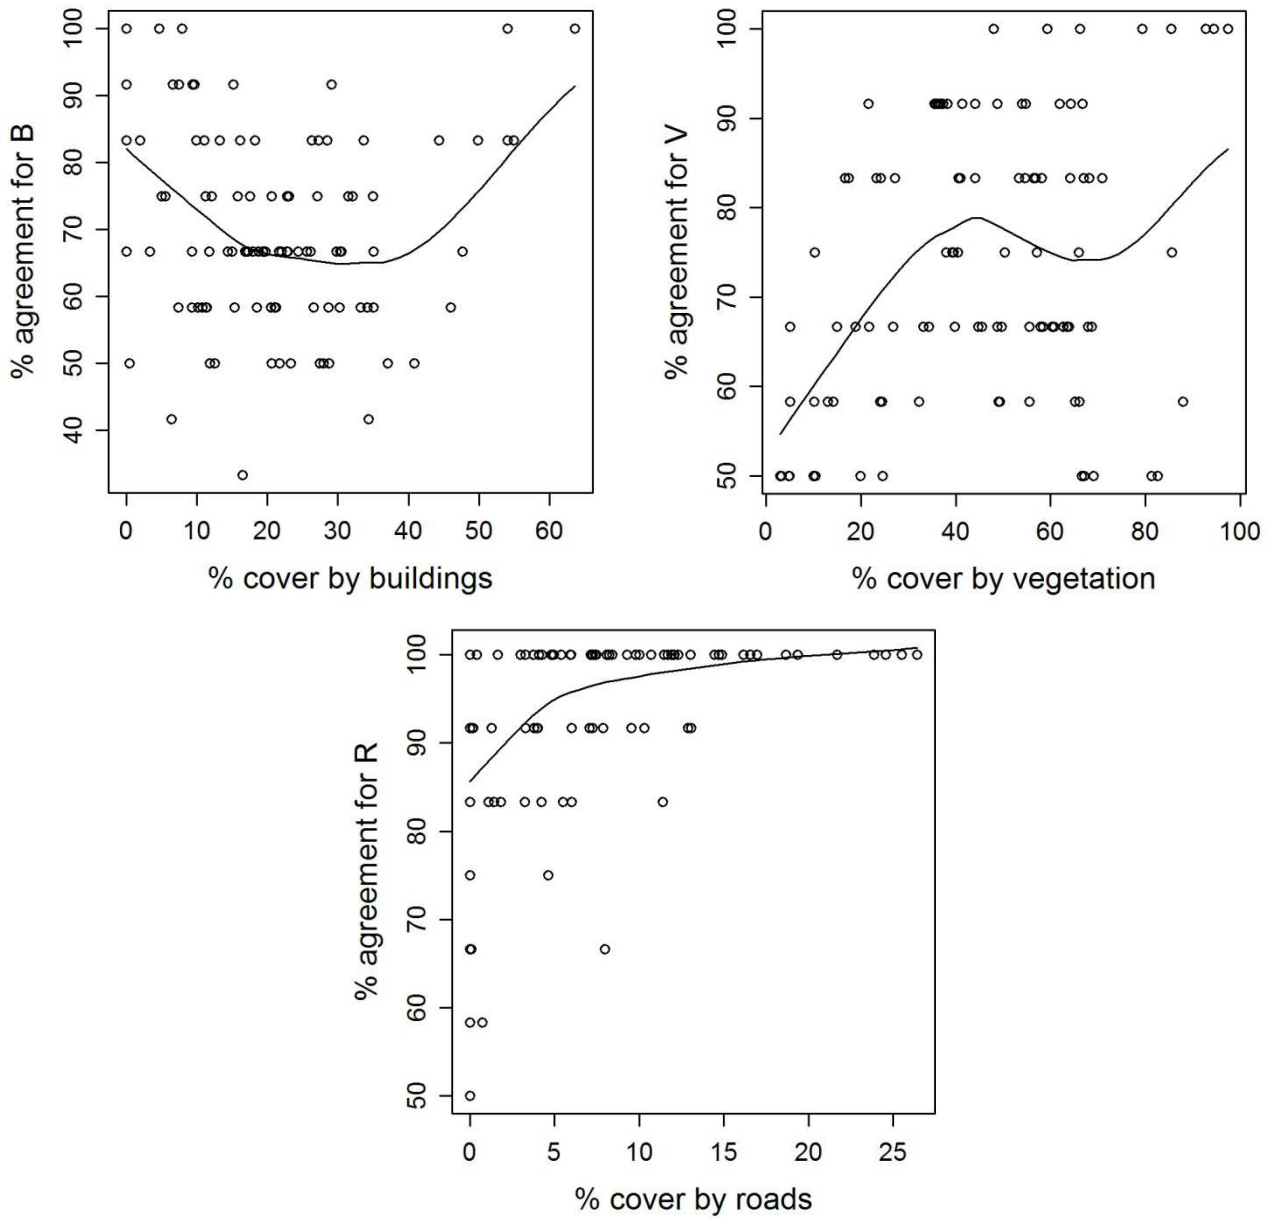 % agreement for B
100
90
80
70
60
50
40
0 10 20 30 40 50 60
% cover by buildings
% agreement for V
100
90
80
70
60
50
0 20 40 60 80 100
% cover by vegetation
% agreement for R
100
90
80
70
60
50
0 5 10 15 20 25
% cover by roads